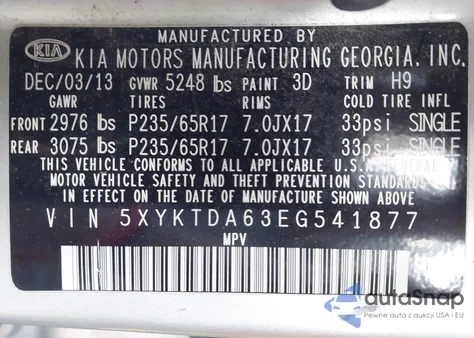 MANUFACTURED BY
KIA KIA MOTORS MANUFACTURING GEORGIA, INC.
DEC/03/13 GVWR 5248 lbs PAINT 3D TRIM H9
GAWR TIRES RIMS COLD TIRE INFL
FRONT 2976 lbs P235/65R17 7.0JX17 33psi SINGLE
REAR 3075 lbs P235/65R17 7.0JX17 33psi SINGLE
THIS VEHICLE CONFORMS TO ALL APPLICABLE U.S.A. FEDERAL
MOTOR VEHICLE SAFETY AND THEFT PREVENTION STANDARDS
IN EFFECT ON THE DATE OF MANUFACTURE SHOWN ABOVE
VIN 5XYKTDA63EG541877
MPV
autoSnap
Pewne auta z aukcji USA i EU